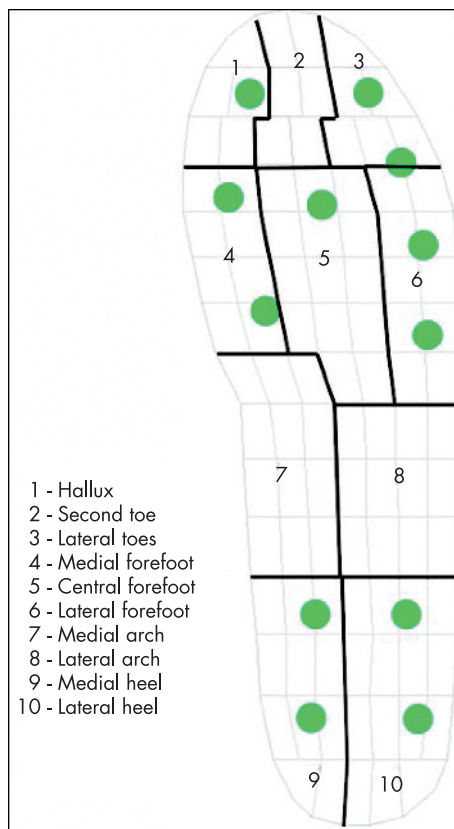 1
2
3
4
5
6
7
8
1 - Hallux
2 - Second toe
3 - Lateral toes
4 - Medial forefoot
5 - Central forefoot
6 - Lateral forefoot
7 - Medial arch
8 - Lateral arch
9 - Medial heel
10 - Lateral heel
9
10